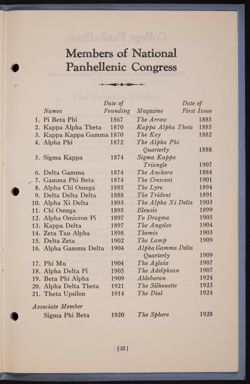 Members of National
Panhellenic Congress
Date of Date of
Names Founding Magazine First Issue
1. Pi Beta Phi 1867 The Arrow 1885
2. Kappa Alpha Theta 1870 Kappa Alpha Theta 1885
3. Kappa Kappa Gamma 1870 The Key 1882
4. Alpha Phi 1872 The Alpha Phi
Quarterly 1888
5. Sigma Kappa 1874 Sigma Kappa
Triangle 1907
6. Delta Gamma 1874 The Anchora 1884
7. Gamma Phi Beta 1874 The Crescent 1901
8. Alpha Chi Omega 1885 The Lyre 1894
9. Delta Delta Delta 1888 The Trident 1891
10. Alpha Xi Delta 1893 The Alpha Xi Delta 1903
11. Chi Omega 1895 Eleusis 1899
12. Alpha Omicron Pi 1897 To Dragma 1905
13. Kappa Delta 1897 The Angelos 1904
14. Zeta Tau Alpha 1898 Themis 1903
15. Delta Zeta 1902 The Lamp 1909
16. Alpha Gamma Delta 1904 Alpha Gamma Delta
Quarterly 1909
17. Phi Mu 1904 The Aglaia 1907
18. Alpha Delta Pi 1905 The Adelphean 1907
19. Beta Phi Alpha 1909 Aldebaran 1924
20. Alpha Delta Theta 1921 The Silhouette 1923
21. Theta Upsilon 1914 The Dial 1924
Associate Member
Sigma Phi Beta 1920 The Sphere 1928
[25]